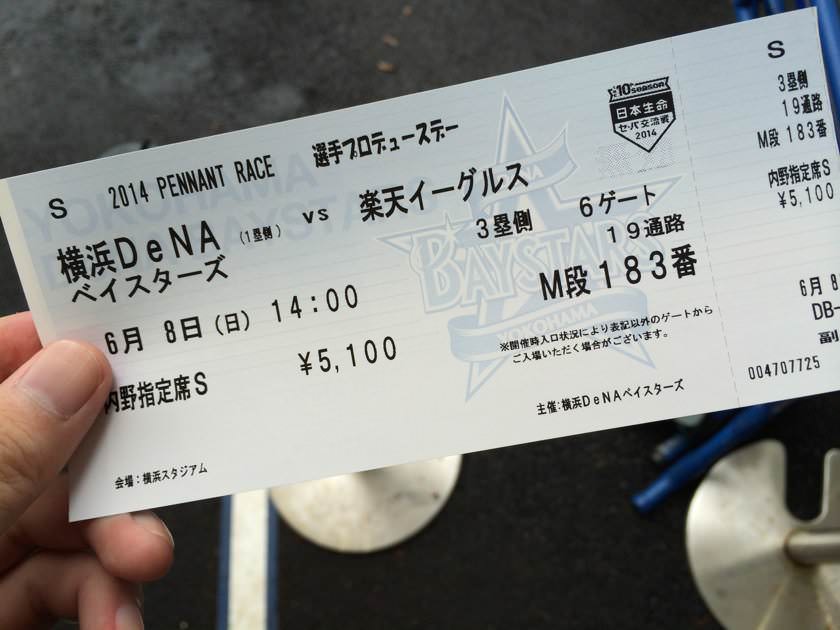 S
2014 PENNANT RACE
選手プロデュースデー
横浜DeNA (1塁側) vs 楽天イーグルス
ベイスターズ
6月 8日(日) 14:00
内野指定席S
¥5,100
会場:横浜スタジアム
10th season
日本生命
セ・パ交流戦
2014
3塁側
6ゲート
19通路
M段183番
※開催時入口状況により表記以外のゲートから
ご入場いただく場合がございます。
主催:横浜DeNAベイスターズ
YOKOHAMA
BAYSTARS
YOKOHAMA
S
3塁側
19通路
M段183番
内野指定席S
¥5,100
6月 8
DB-
副
004707725